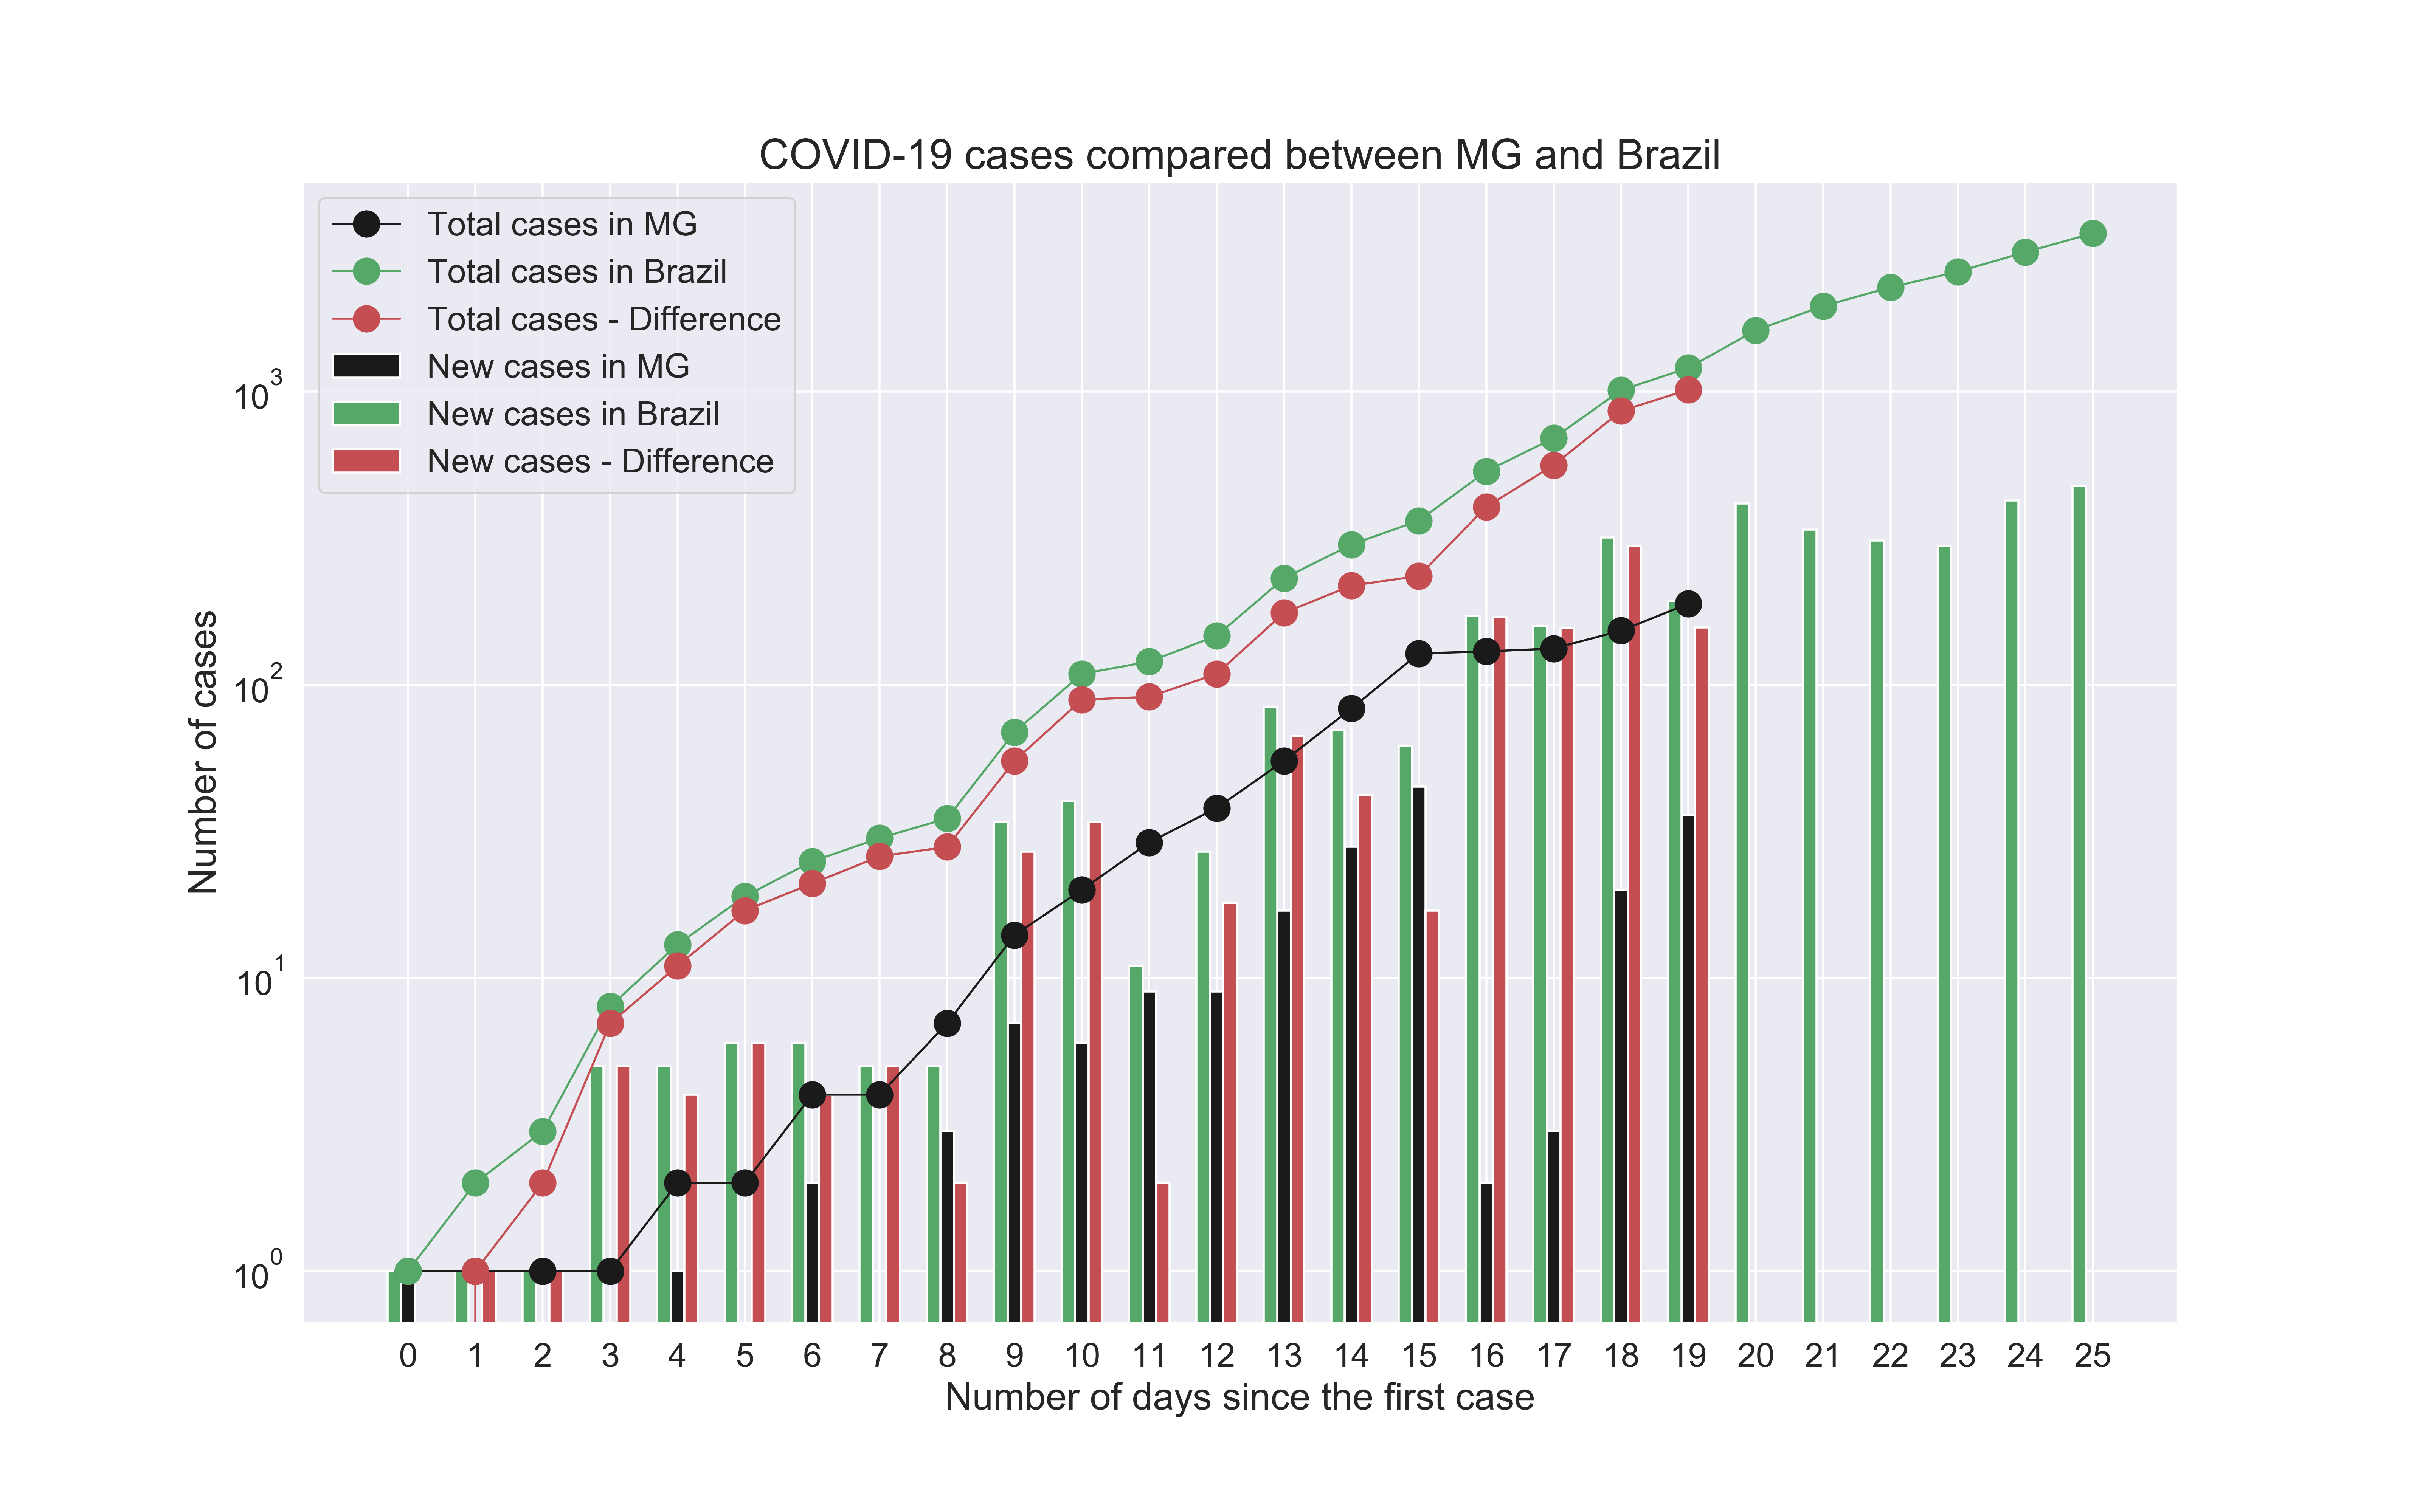 COVID-19 cases compared between MG and Brazil
Total cases in MG
Total cases in Brazil
Total cases - Difference
New cases in MG
New cases in Brazil
New cases - Difference
Number of cases
10³
10²
10¹
10⁰
0 1 2 3 4 5 6 7 8 9 10 11 12 13 14 15 16 17 18 19 20 21 22 23 24 25
Number of days since the first case